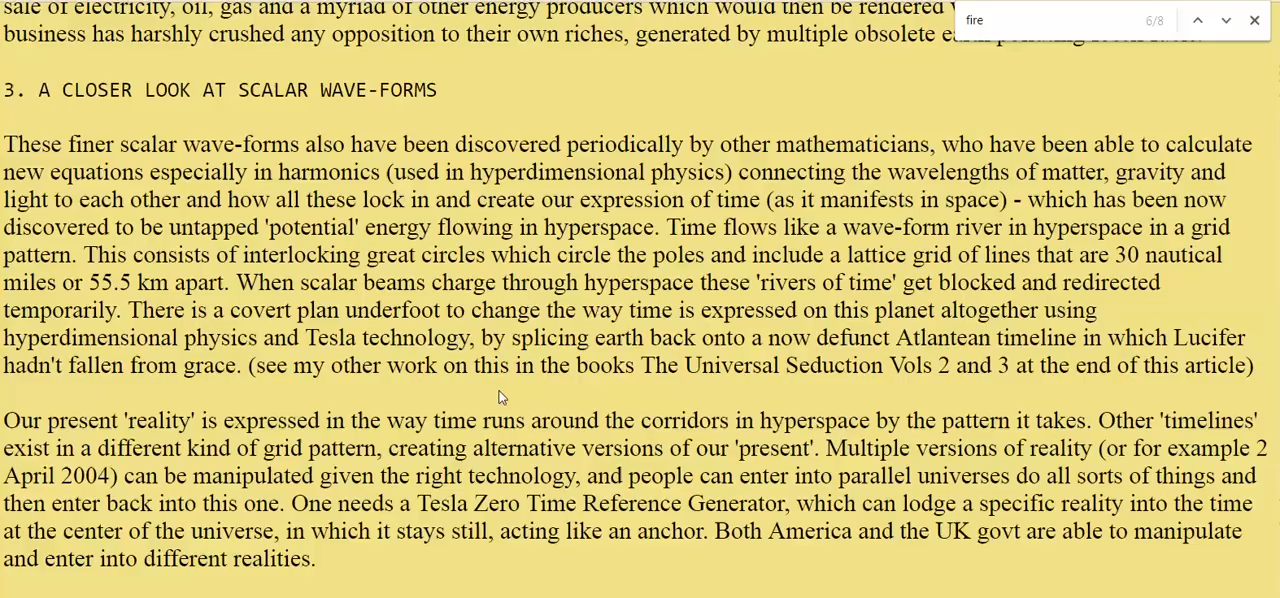 sale of electricity, oil, gas and a myriad of other energy producers which would then be rendered
fire 6/8
business has harshly crushed any opposition to their own riches, generated by multiple obsolete
3. A CLOSER LOOK AT SCALAR WAVE-FORMS
These finer scalar wave-forms also have been discovered periodically by other mathematicians, who have been able to calculate
new equations especially in harmonics (used in hyperdimensional physics) connecting the wavelengths of matter, gravity and
light to each other and how all these lock in and create our expression of time (as it manifests in space) - which has been now
discovered to be untapped 'potential' energy flowing in hyperspace. Time flows like a wave-form river in hyperspace in a grid
pattern. This consists of interlocking great circles which circle the poles and include a lattice grid of lines that are 30 nautical
miles or 55.5 km apart. When scalar beams charge through hyperspace these 'rivers of time' get blocked and redirected
temporarily. There is a covert plan underfoot to change the way time is expressed on this planet altogether using
hyperdimensional physics and Tesla technology, by splicing earth back onto a now defunct Atlantean timeline in which Lucifer
hadn't fallen from grace. (see my other work on this in the books The Universal Seduction Vols 2 and 3 at the end of this article)
Our present 'reality' is expressed in the way time runs around the corridors in hyperspace by the pattern it takes. Other 'timelines'
exist in a different kind of grid pattern, creating alternative versions of our 'present'. Multiple versions of reality (or for example 2
April 2004) can be manipulated given the right technology, and people can enter into parallel universes do all sorts of things and
then enter back into this one. One needs a Tesla Zero Time Reference Generator, which can lodge a specific reality into the time
at the center of the universe, in which it stays still, acting like an anchor. Both America and the UK govt are able to manipulate
and enter into different realities.